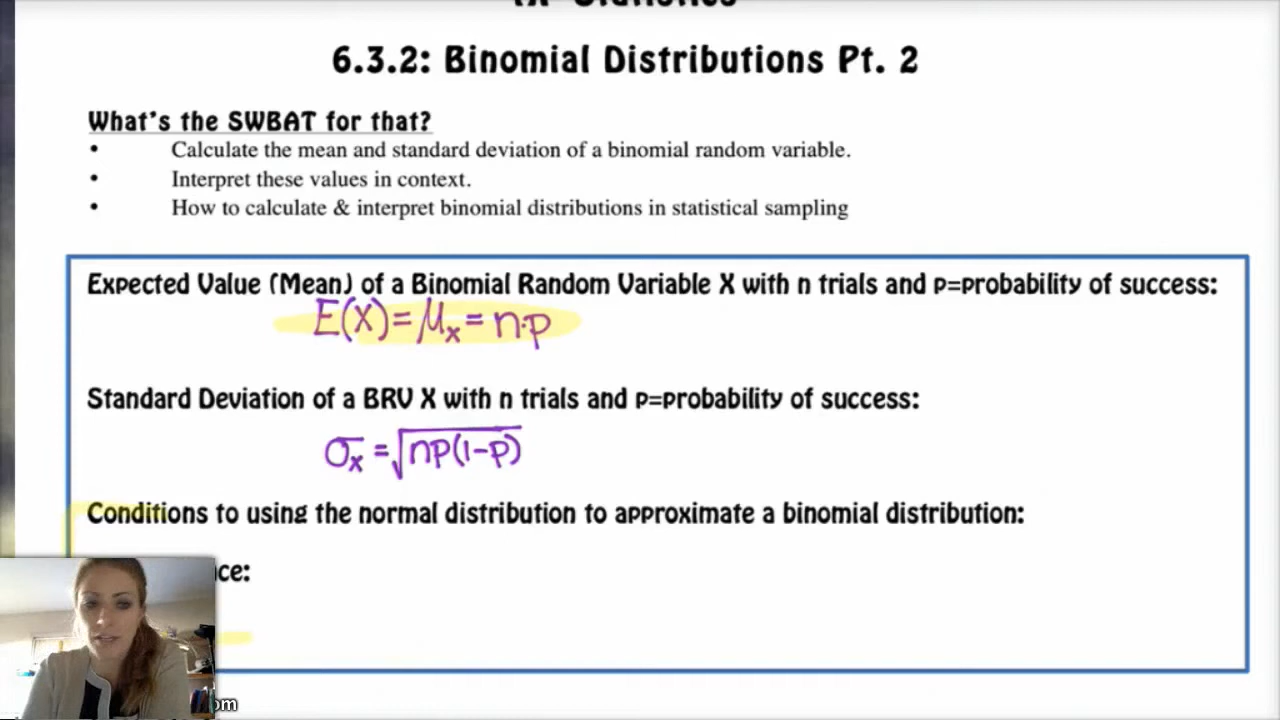 Statistics
6.3.2: Binomial Distributions Pt. 2
What's the SWBAT for that?
• Calculate the mean and standard deviation of a binomial random variable.
• Interpret these values in context.
• How to calculate & interpret binomial distributions in statistical sampling
Expected Value (Mean) of a Binomial Random Variable X with n trials and p=probability of success:
E(X)=μₓ=n·p
Standard Deviation of a BRV X with n trials and p=probability of success:
σₓ=√np(1-p)
Conditions to using the normal distribution to approximate a binomial distribution:
ce:
om